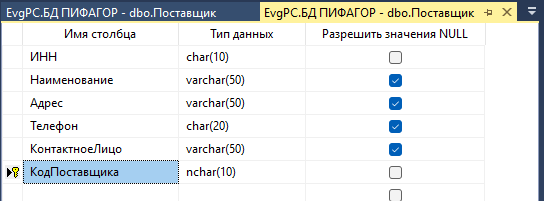 EvgPC.БД ПИФАГОР - dbo.Поставщик EvgPC.БД ПИФАГОР - dbo.Поставщик
Имя столбца Тип данных Разрешить значения NULL
ИНН char(10)
Наименование varchar(50)
Адрес varchar(50)
Телефон char(20)
КонтактноеЛицо varchar(50)
КодПоставщика nchar(10)